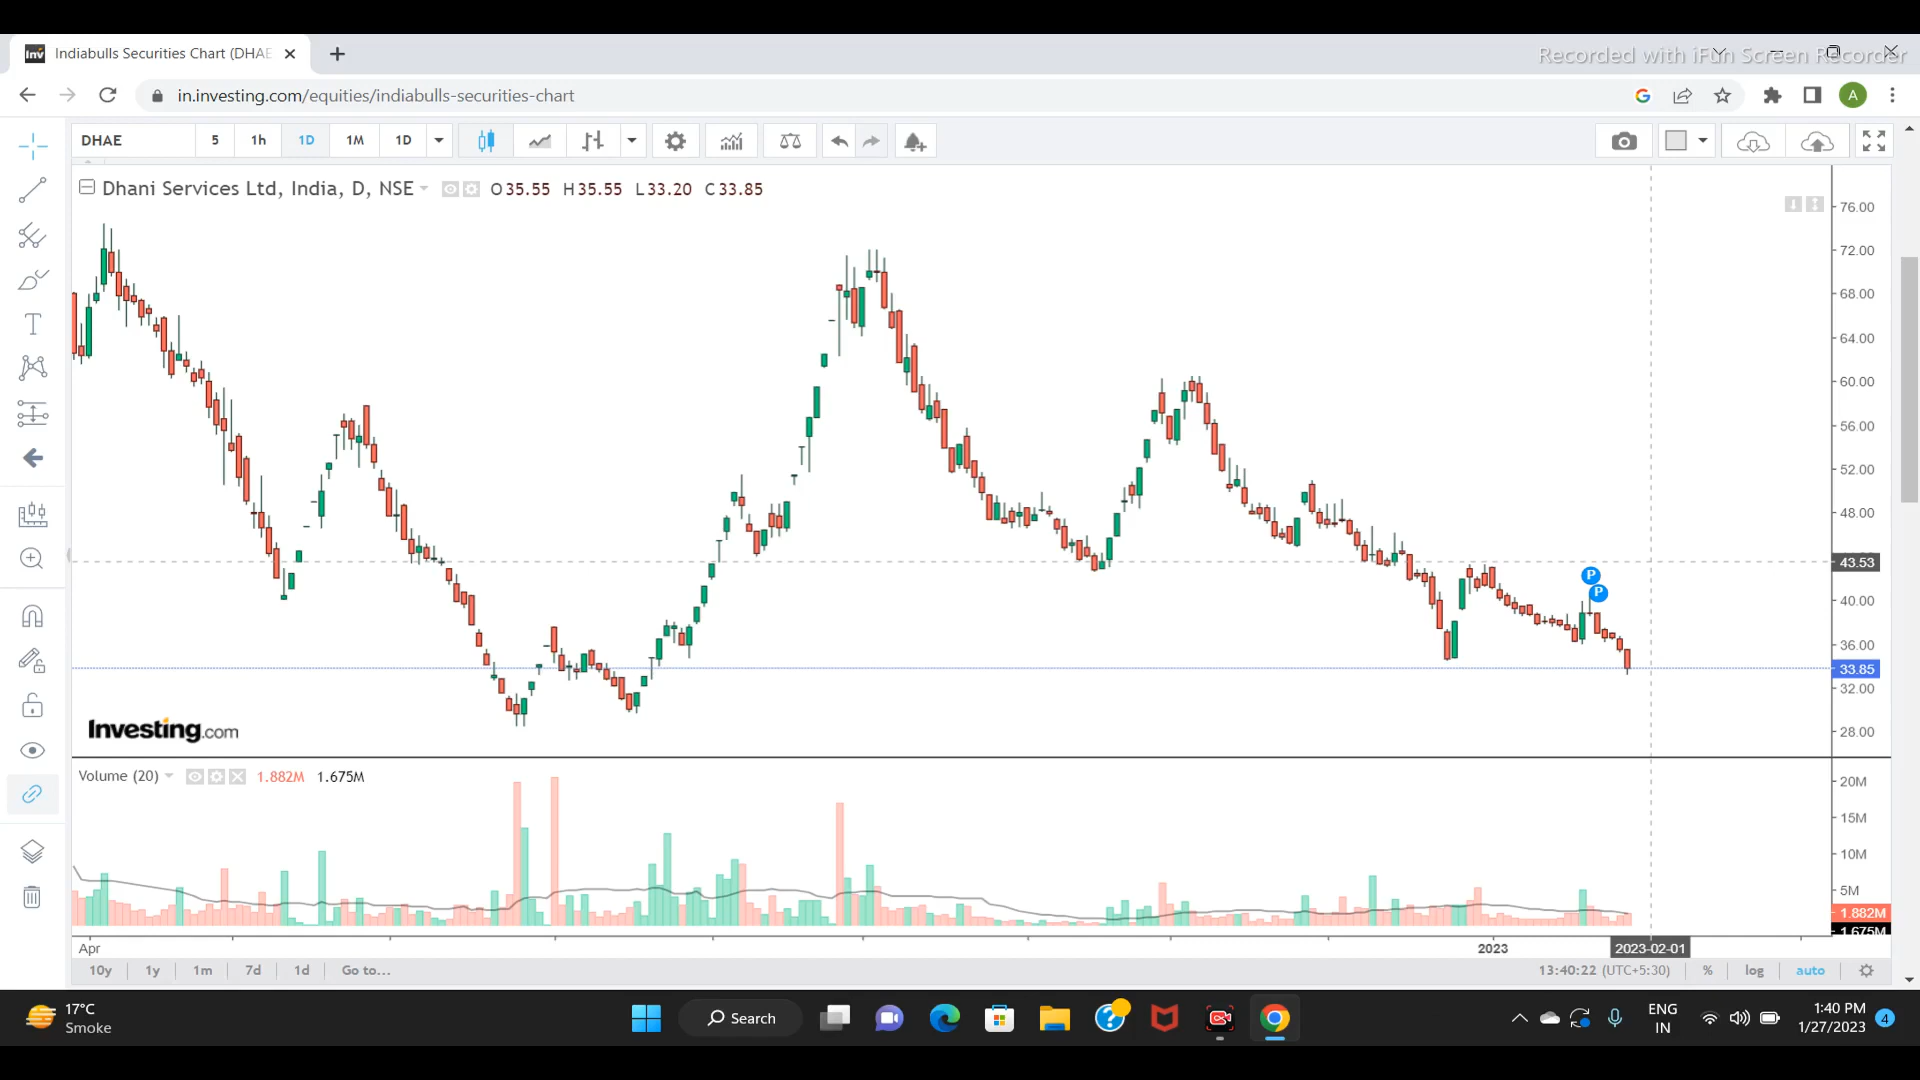 Indiabulls Securities Chart (DHAE
Recorded with iFun Screen Recorder
in.investing.com/equities/indiabulls-securities-chart
A
DHAE 5 1h 1D 1M 1D
Dhani Services Ltd, India, D, NSE O35.55 H35.55 L33.20 C33.85
76.00
72.00
68.00
64.00
60.00
56.00
52.00
48.00
43.53
P
P
40.00
36.00
33.85
32.00
28.00
Investing.com
Volume (20) 1.882M 1.675M
20M
15M
10M
5M
1.882M
1.675M
Apr 2023 2023-02-01
10y 1y 1m 7d 1d Go to... 13:40:22 (UTC+5:30) % log auto
17°C
Smoke
Search
ENG
IN
1:40 PM
1/27/2023
4